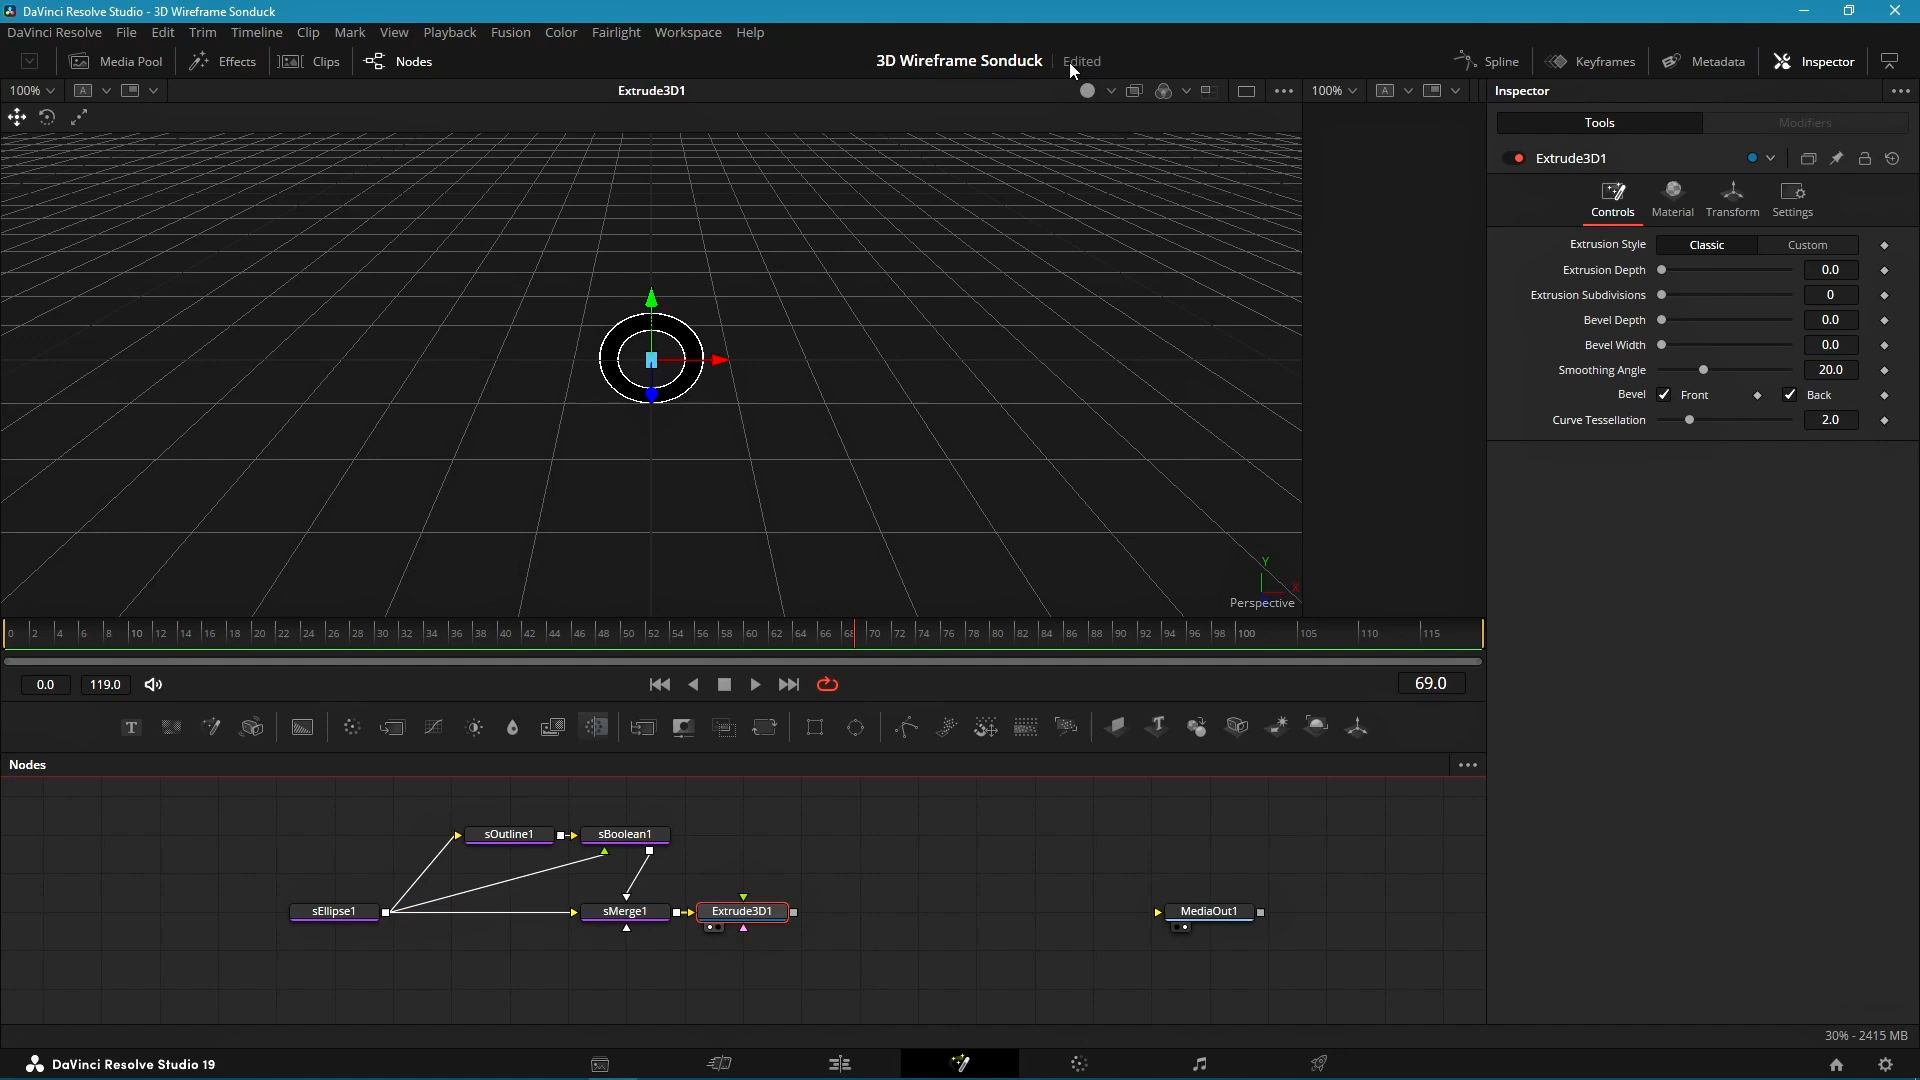 DaVinci Resolve Studio - 3D Wireframe Sonduck
DaVinci Resolve File Edit Trim Timeline Clip Mark View Playback Fusion Color Fairlight Workspace Help
Media Pool Effects Clips Nodes 3D Wireframe Sonduck Edited Spline Keyframes Metadata Inspector
100% A Extrude3D1 100% A Inspector
Tools Modifiers
Extrude3D1
Controls Material Transform Settings
Extrusion Style Classic Custom
Extrusion Depth 0.0
Extrusion Subdivisions 0
Bevel Depth 0.0
Bevel Width 0.0
Smoothing Angle 20.0
Bevel Front Back
Curve Tessellation 2.0
Y
X
Perspective
0 2 4 6 8 10 12 14 16 18 20 22 24 26 28 30 32 34 36 38 40 42 44 46 48 50 52 54 56 58 60 62 64 66 68 70 72 74 76 78 80 82 84 86 88 90 92 94 96 98 100 105 110 115
0.0 119.0 69.0
T T
Nodes
sOutline1 sBoolean1
sEllipse1 sMerge1 Extrude3D1 MediaOut1
30% - 2415 MB
DaVinci Resolve Studio 19